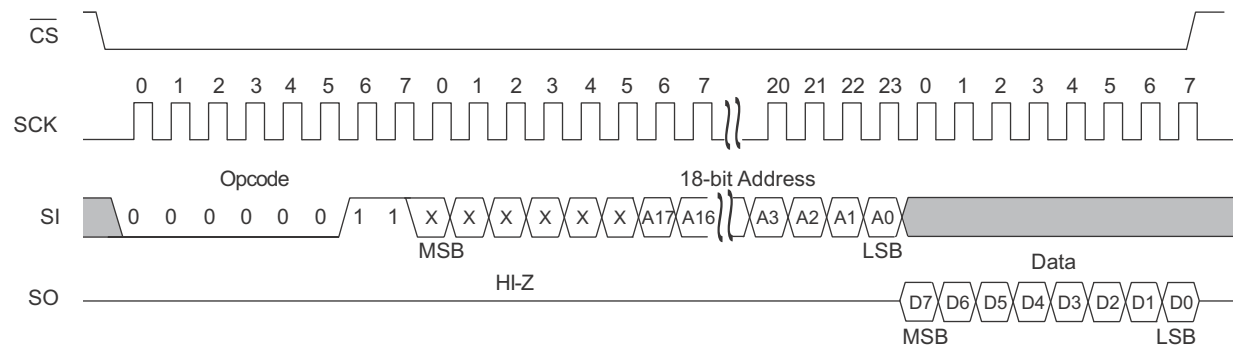 CS
0 1 2 3 4 5 6 7 0 1 2 3 4 5 6 7 20 21 22 23 0 1 2 3 4 5 6 7
SCK
Opcode 18-bit Address
SI 0 0 0 0 0 0 1 1 X X X X X X A17 A16 A3 A2 A1 A0
MSB LSB
HI-Z Data
SO D7 D6 D5 D4 D3 D2 D1 D0
MSB LSB